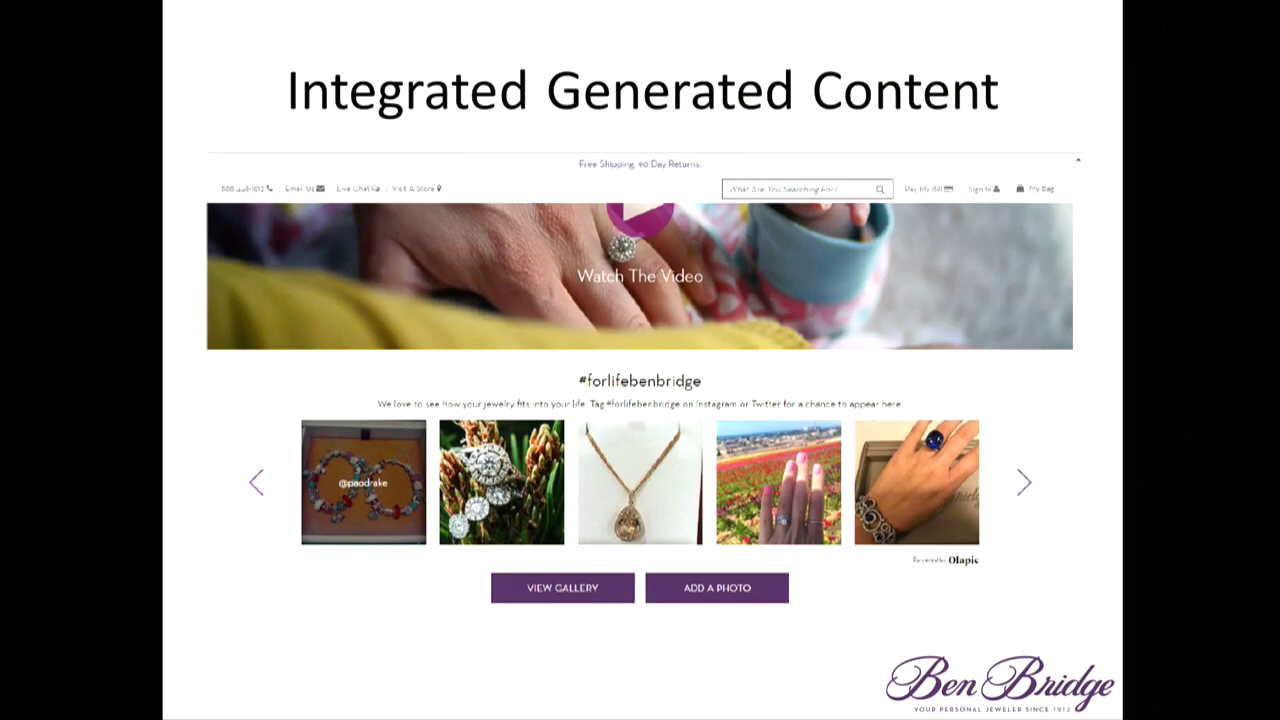 Integrated Generated Content
Free Shipping. 90 Day Returns.
Email Us
Live Chat
Visit A Store
What Are You Searching For?
Pay My Bill
Sign In
My Bag
Watch The Video
#forlifebenbridge
We love to see how your jewelry fits into your life. Tag #forlifebenbridge on Instagram or Twitter for a chance to appear here
@paodrake
Powered by Olapic
VIEW GALLERY
ADD A PHOTO
Ben Bridge
YOUR PERSONAL JEWELER SINCE 1912